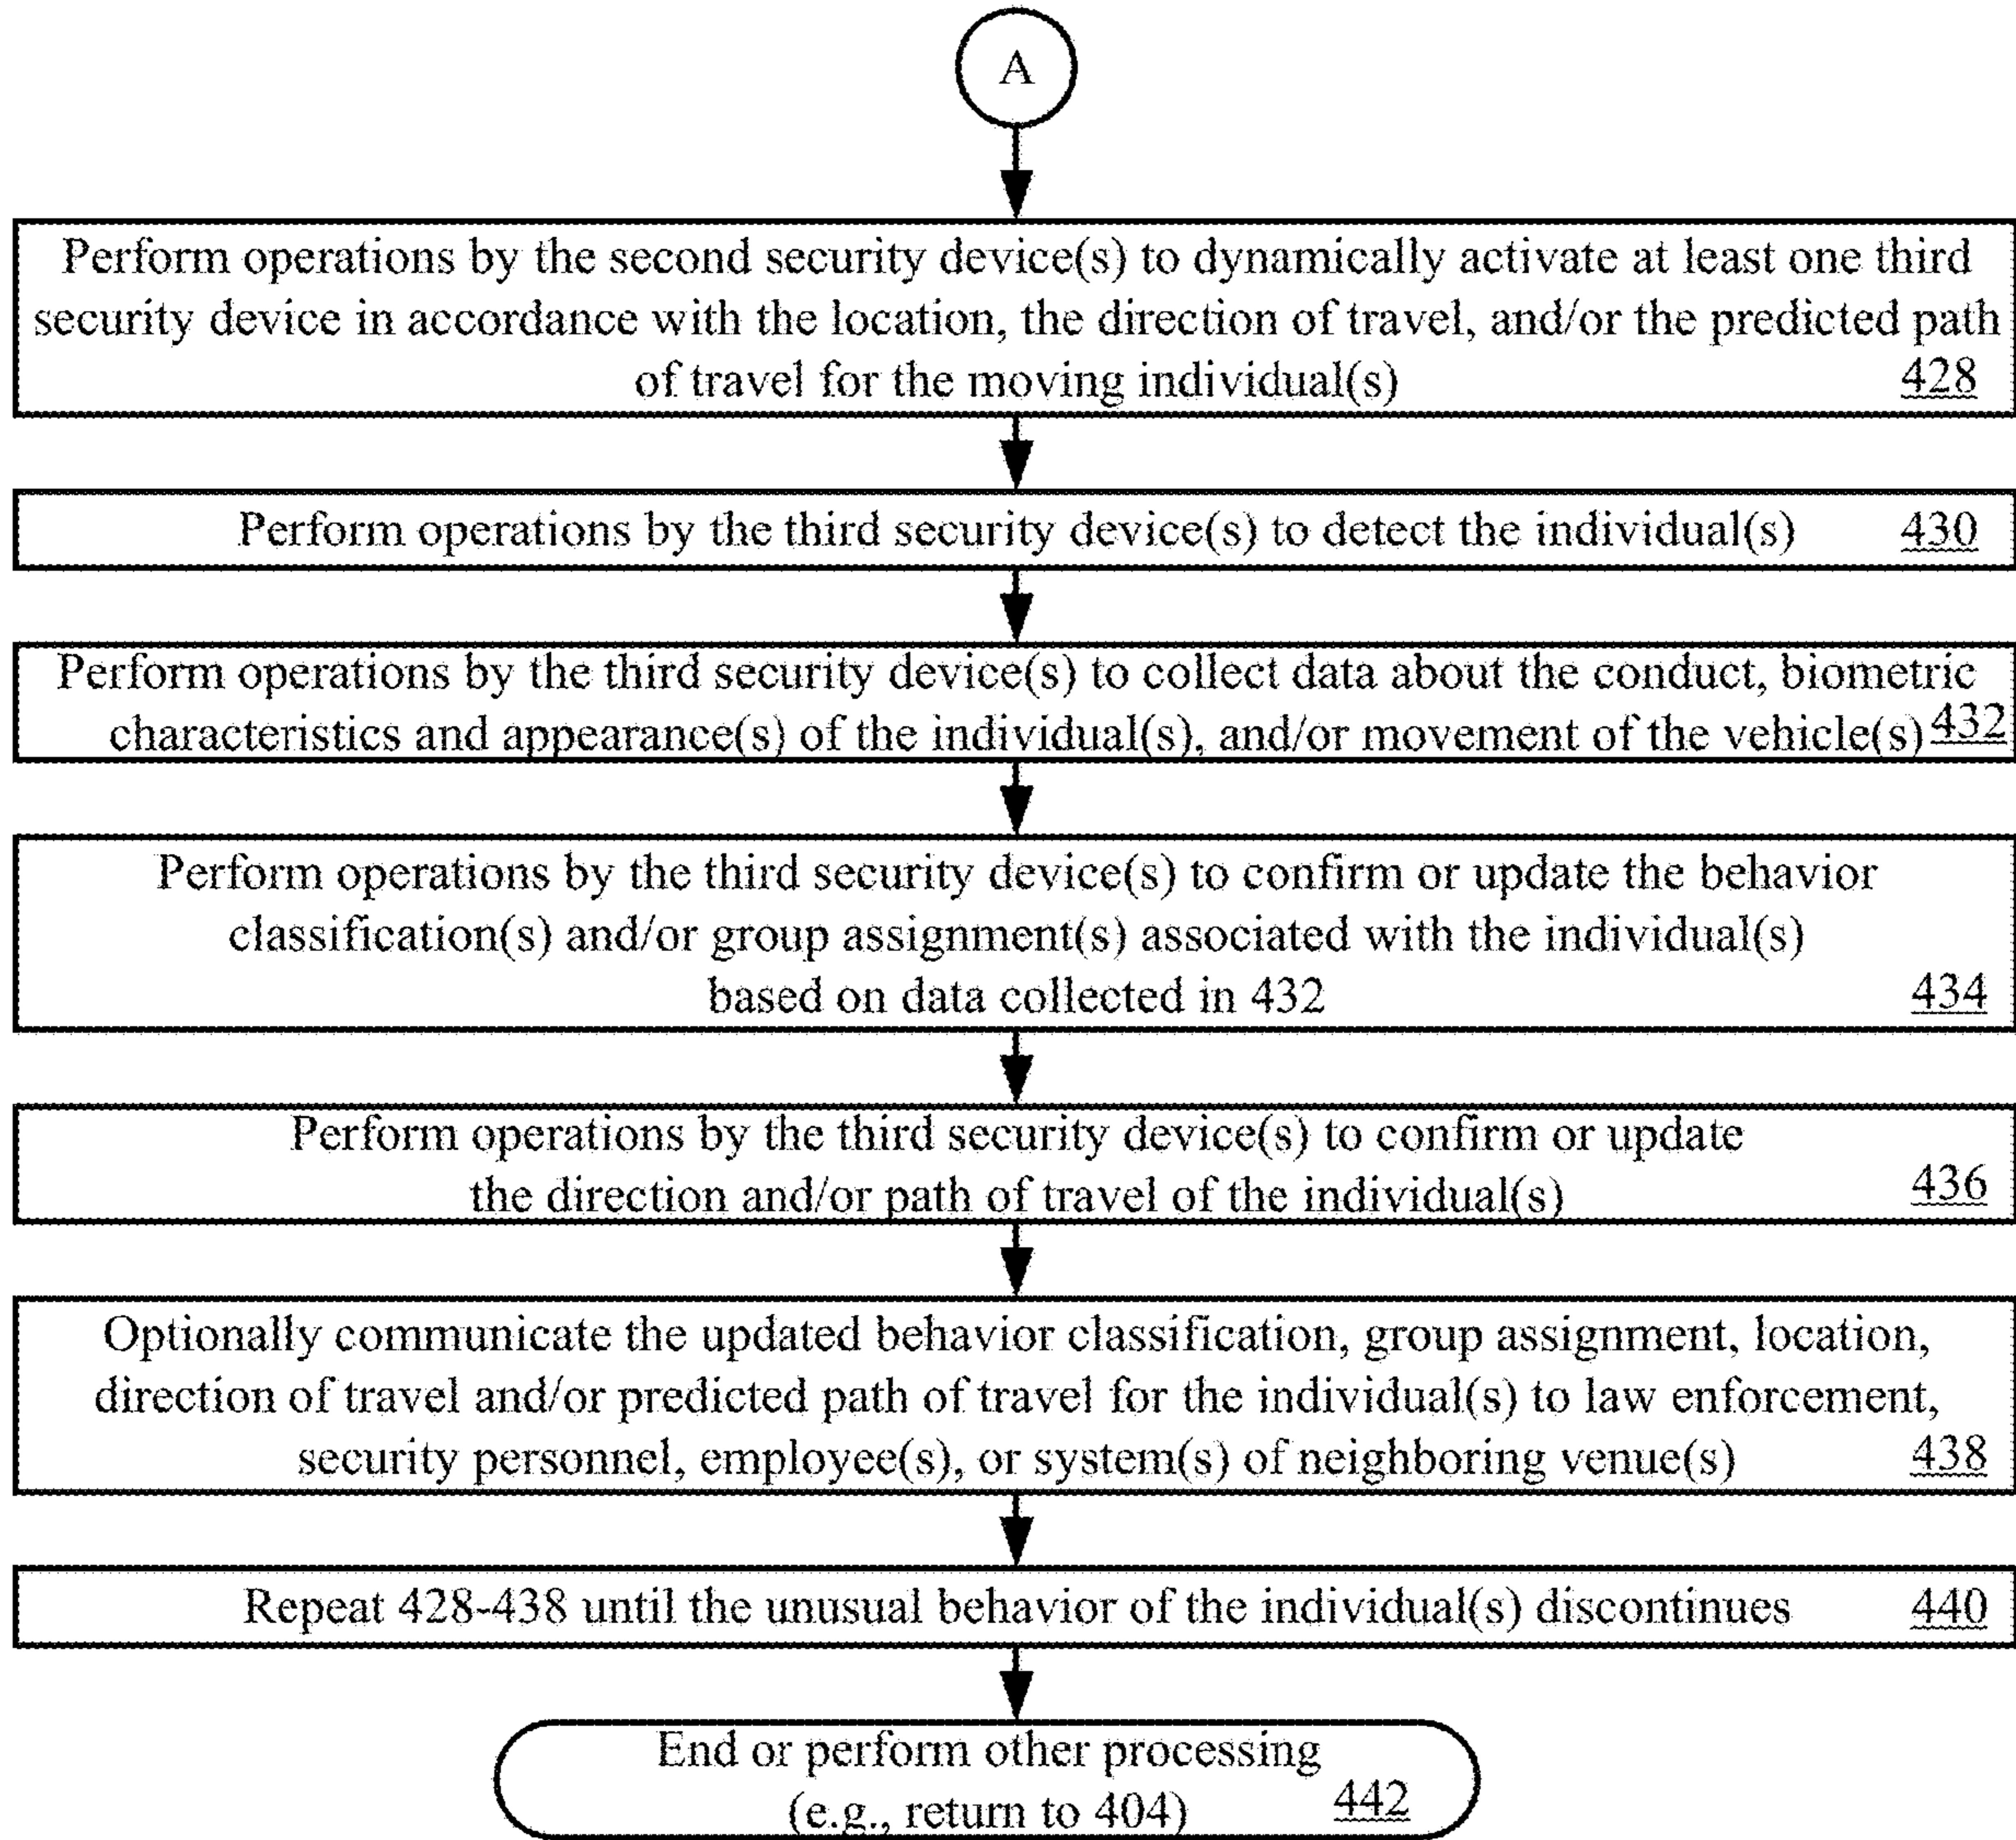 A
Perform operations by the second security device(s) to dynamically activate at least one third
security device in accordance with the location, the direction of travel, and/or the predicted path
of travel for the moving individual(s) 428
Perform operations by the third security device(s) to detect the individual(s) 430
Perform operations by the third security device(s) to collect data about the conduct, biometric
characteristics and appearance(s) of the individual(s), and/or movement of the vehicle(s) 432
Perform operations by the third security device(s) to confirm or update the behavior
classification(s) and/or group assignment(s) associated with the individual(s)
based on data collected in 432 434
Perform operations by the third security device(s) to confirm or update
the direction and/or path of travel of the individual(s) 436
Optionally communicate the updated behavior classification, group assignment, location,
direction of travel and/or predicted path of travel for the individual(s) to law enforcement,
security personnel, employee(s), or system(s) of neighboring venue(s) 438
Repeat 428-438 until the unusual behavior of the individual(s) discontinues 440
End or perform other processing
(e.g., return to 404) 442